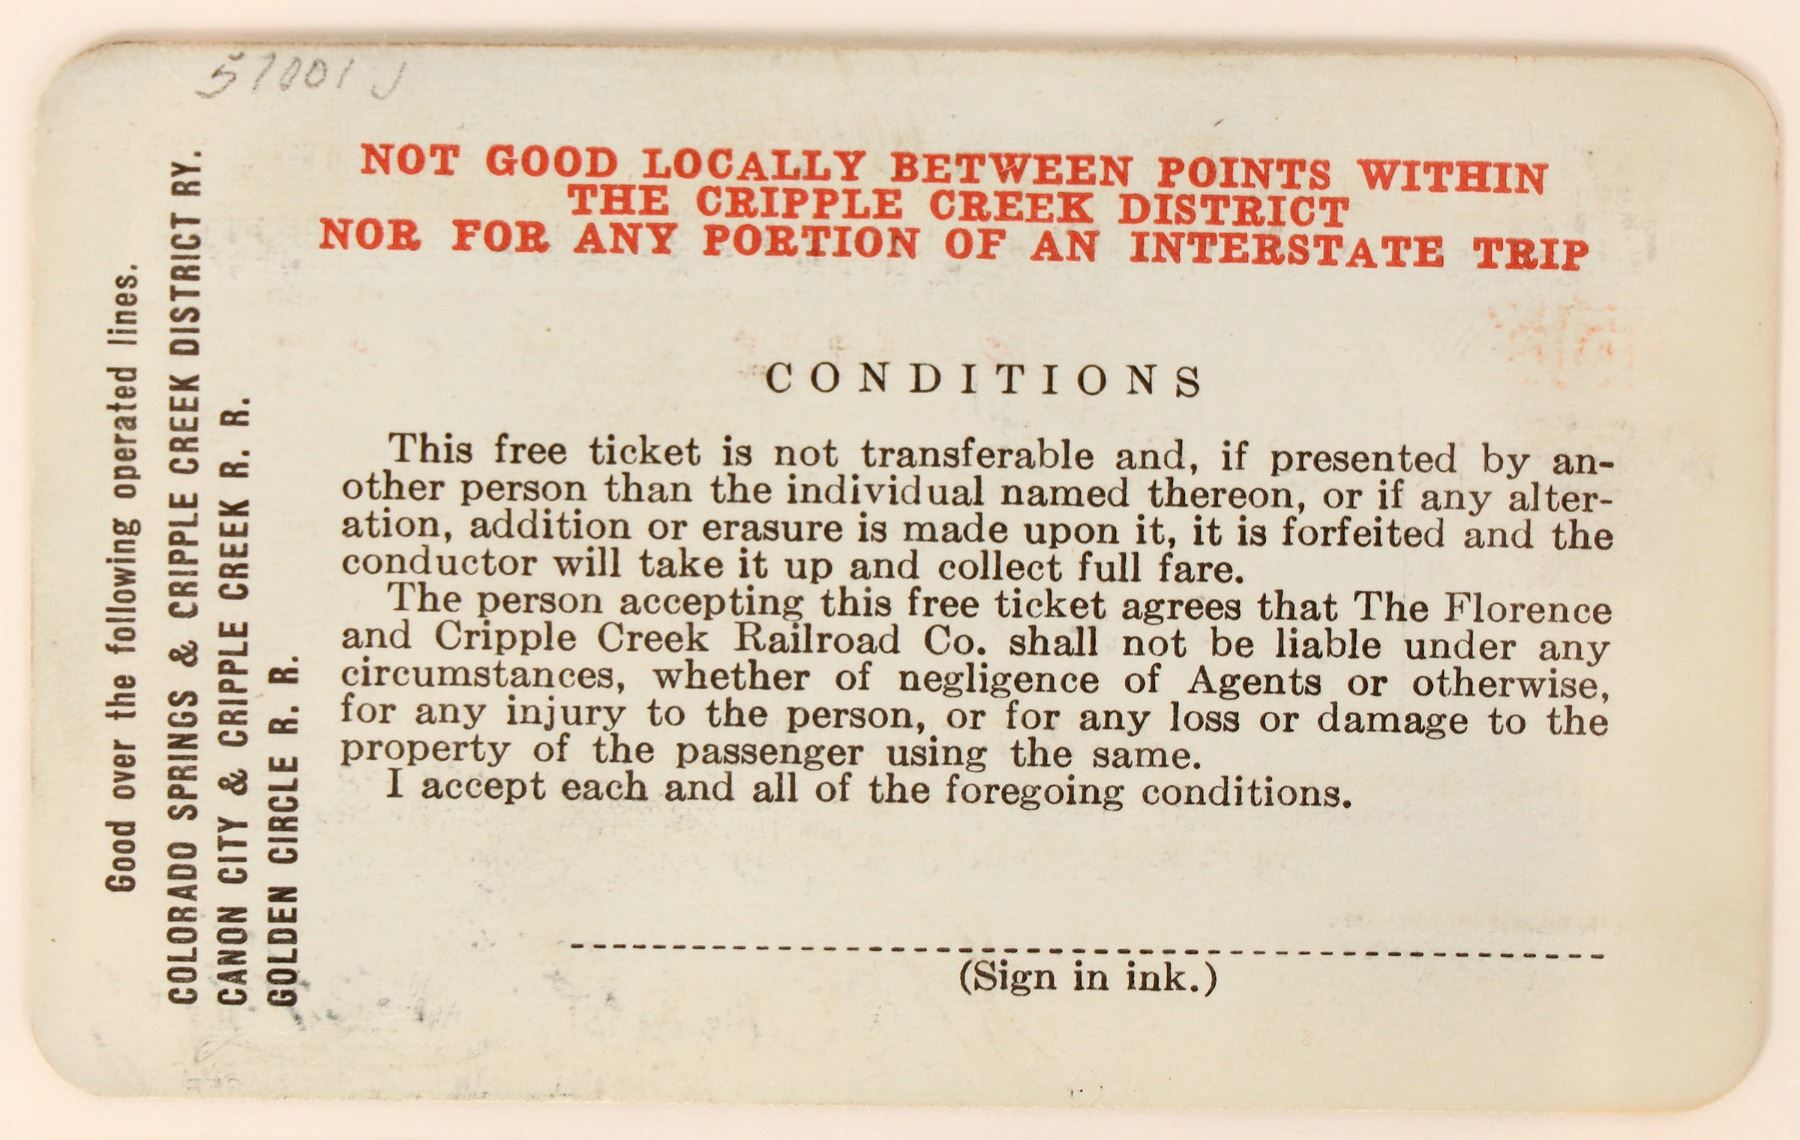 57001 J
NOT GOOD LOCALLY BETWEEN POINTS WITHIN
THE CRIPPLE CREEK DISTRICT
NOR FOR ANY PORTION OF AN INTERSTATE TRIP
Good over the following operated lines.
COLORADO SPRINGS & CRIPPLE CREEK DISTRICT RY.
CANON CITY & CRIPPLE CREEK R. R.
GOLDEN CIRCLE R. R.
CONDITIONS
This free ticket is not transferable and, if presented by an-
other person than the individual named thereon, or if any alter-
ation, addition or erasure is made upon it, it is forfeited and the
conductor will take it up and collect full fare.
The person accepting this free ticket agrees that The Florence
and Cripple Creek Railroad Co. shall not be liable under any
circumstances, whether of negligence of Agents or otherwise,
for any injury to the person, or for any loss or damage to the
property of the passenger using the same.
I accept each and all of the foregoing conditions.
(Sign in ink.)